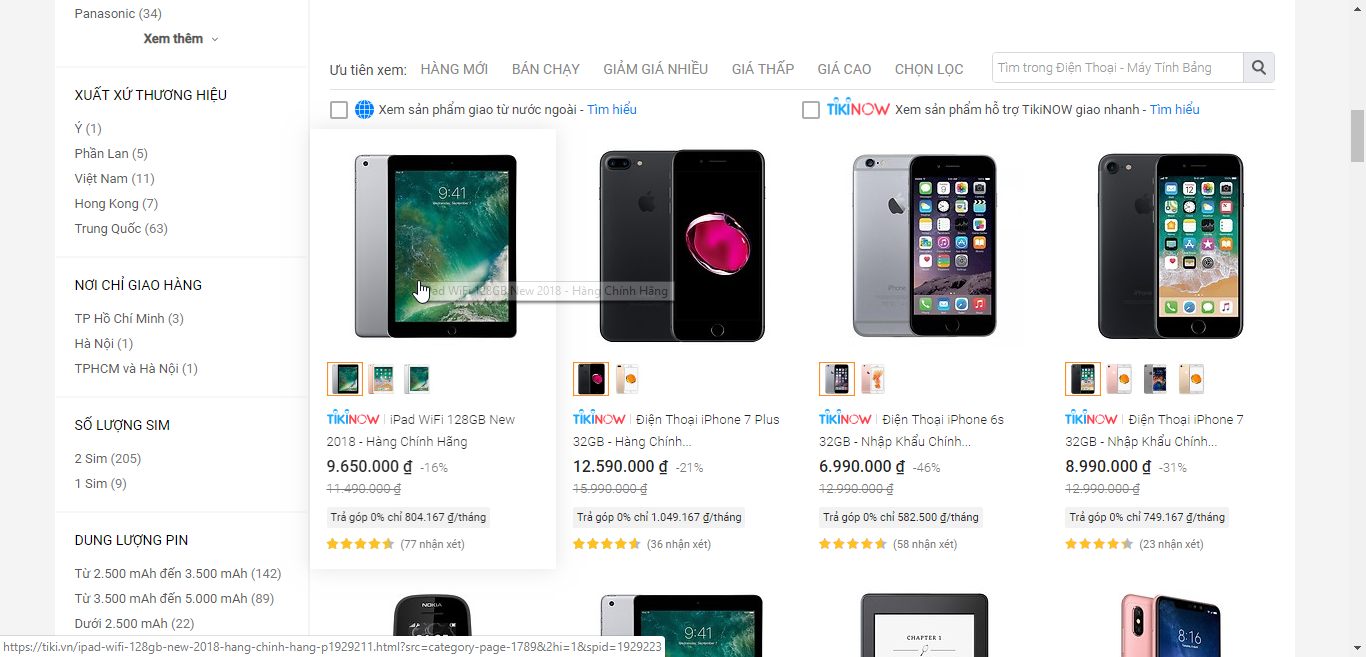 Panasonic (34)
Xem thêm
XUẤT XỨ THƯƠNG HIỆU
Ý (1)
Phần Lan (5)
Việt Nam (11)
Hong Kong (7)
Trung Quốc (63)
NƠI CHỈ GIAO HÀNG
TP Hồ Chí Minh (3)
Hà Nội (1)
TPHCM và Hà Nội (1)
SỐ LƯỢNG SIM
2 Sim (205)
1 Sim (9)
DUNG LƯỢNG PIN
Từ 2.500 mAh đến 3.500 mAh (142)
Từ 3.500 mAh đến 5.000 mAh (89)
Dưới 2.500 mAh (22)
Ưu tiên xem: HÀNG MỚI BÁN CHẠY GIẢM GIÁ NHIỀU GIÁ THẤP GIÁ CAO CHỌN LỌC Tìm trong Điện Thoại - Máy Tính Bảng
Xem sản phẩm giao từ nước ngoài - Tìm hiểu
TIKINOW Xem sản phẩm hỗ trợ TikiNOW giao nhanh - Tìm hiểu
9:41
iPad WiFi 128GB New 2018 - Hàng Chính Hãng
TIKINOW iPad WiFi 128GB New
2018 - Hàng Chính Hãng
9.650.000 ₫ -16%
11.490.000 ₫
Trả góp 0% chỉ 804.167 ₫/tháng
(77 nhận xét)
TIKINOW Điện Thoại iPhone 7 Plus
32GB - Hàng Chính...
12.590.000 ₫ -21%
15.990.000 ₫
Trả góp 0% chỉ 1.049.167 ₫/tháng
(36 nhận xét)
iPhone
TIKINOW Điện Thoại iPhone 6s
32GB - Nhập Khẩu Chính...
6.990.000 ₫ -46%
12.990.000 ₫
Trả góp 0% chỉ 582.500 ₫/tháng
(58 nhận xét)
12
TIKINOW Điện Thoại iPhone 7
32GB - Nhập Khẩu Chính...
8.990.000 ₫ -31%
12.990.000 ₫
Trả góp 0% chỉ 749.167 ₫/tháng
(23 nhận xét)
NOKIA
9:41
CHAPTER 1
8:16
https://tiki.vn/ipad-wifi-128gb-new-2018-hang-chinh-hang-p1929211.html?src=category-page-1789&2hi=1&spid=1929223